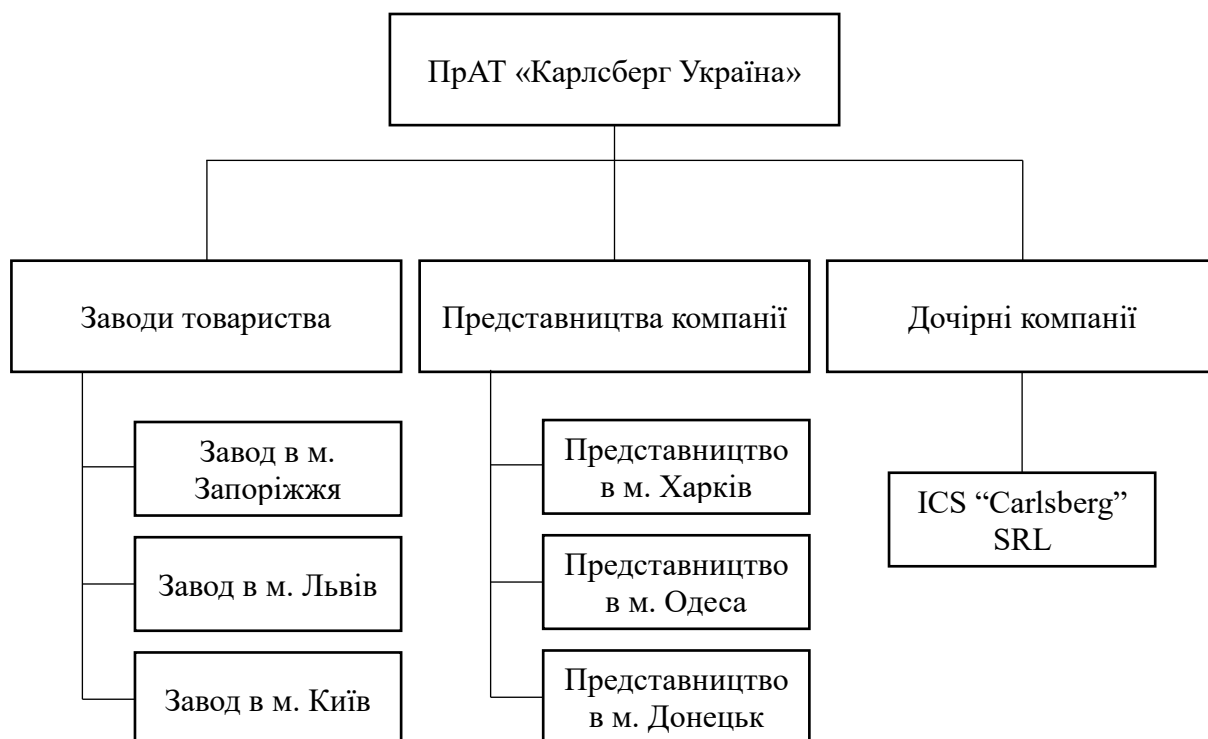 ПрАТ «Карлсберг Україна»
Заводи товариства
Представництва компанії
Дочірні компанії
Завод в м.
Запоріжжя
Завод в м. Львів
Завод в м. Київ
Представництво
в м. Харків
Представництво
в м. Одеса
Представництво
в м. Донецьк
ICS “Carlsberg”
SRL